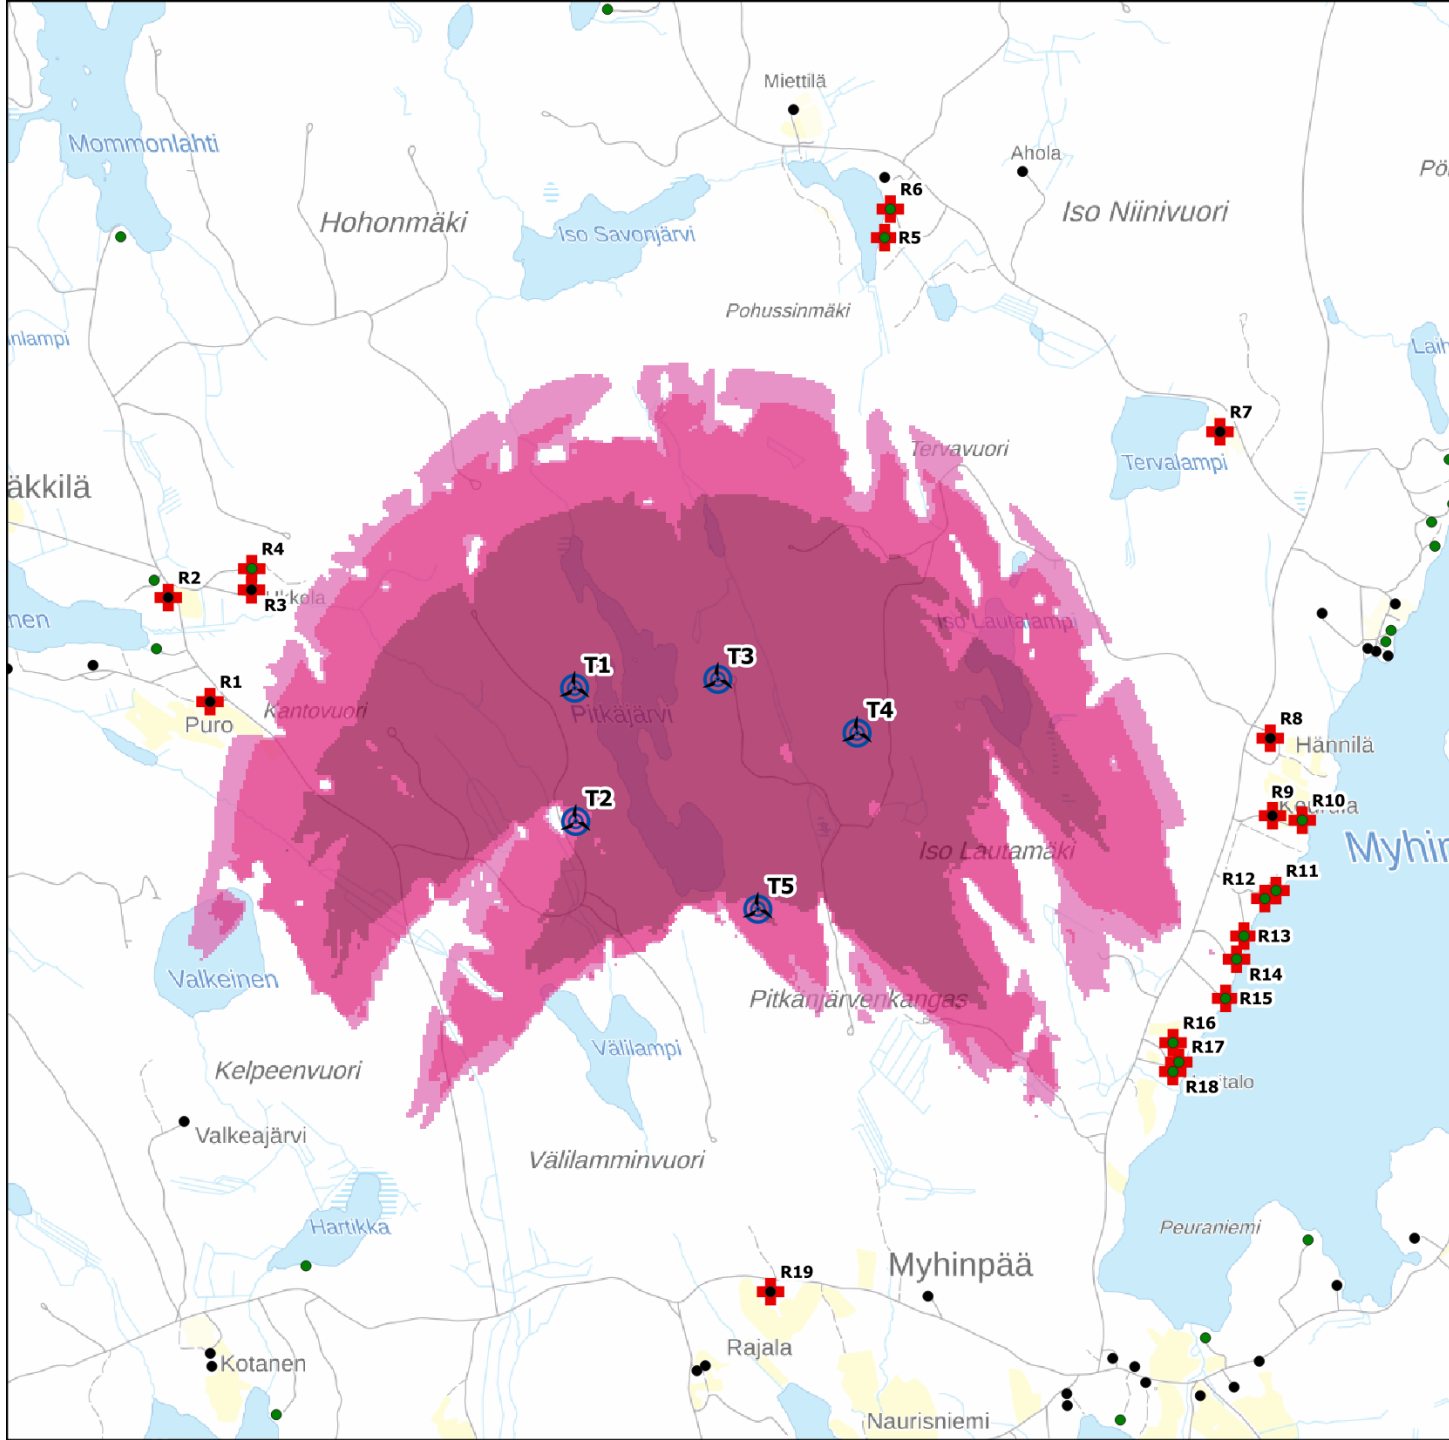 Miettilä
Mommonlahti
Ahola
R6
Hohonmäki
Iso Niinivuori
Iso Savonjärvi
R5
Pohussinmäki
R7
Tervavuori
Tervalampi
äkkilä
R4
R2
R3
R1
Iso Lautalampi
T1
T3
Kantovuori
Pitkäjärvi
Puro
T4
R8
Hännilä
T2
R9
R10
Iso Lautamäki
R12
R11
T5
R13
R14
Valkeinen
Pitkänjärvenkangas
R15
R16
Välilampi
R17
R18
Kelpeenvuori
Valkeajärvi
Välilamminvuori
Hartikka
Peuraniemi
Myhinpää
R19
Rajala
Kotanen
Naurisniemi